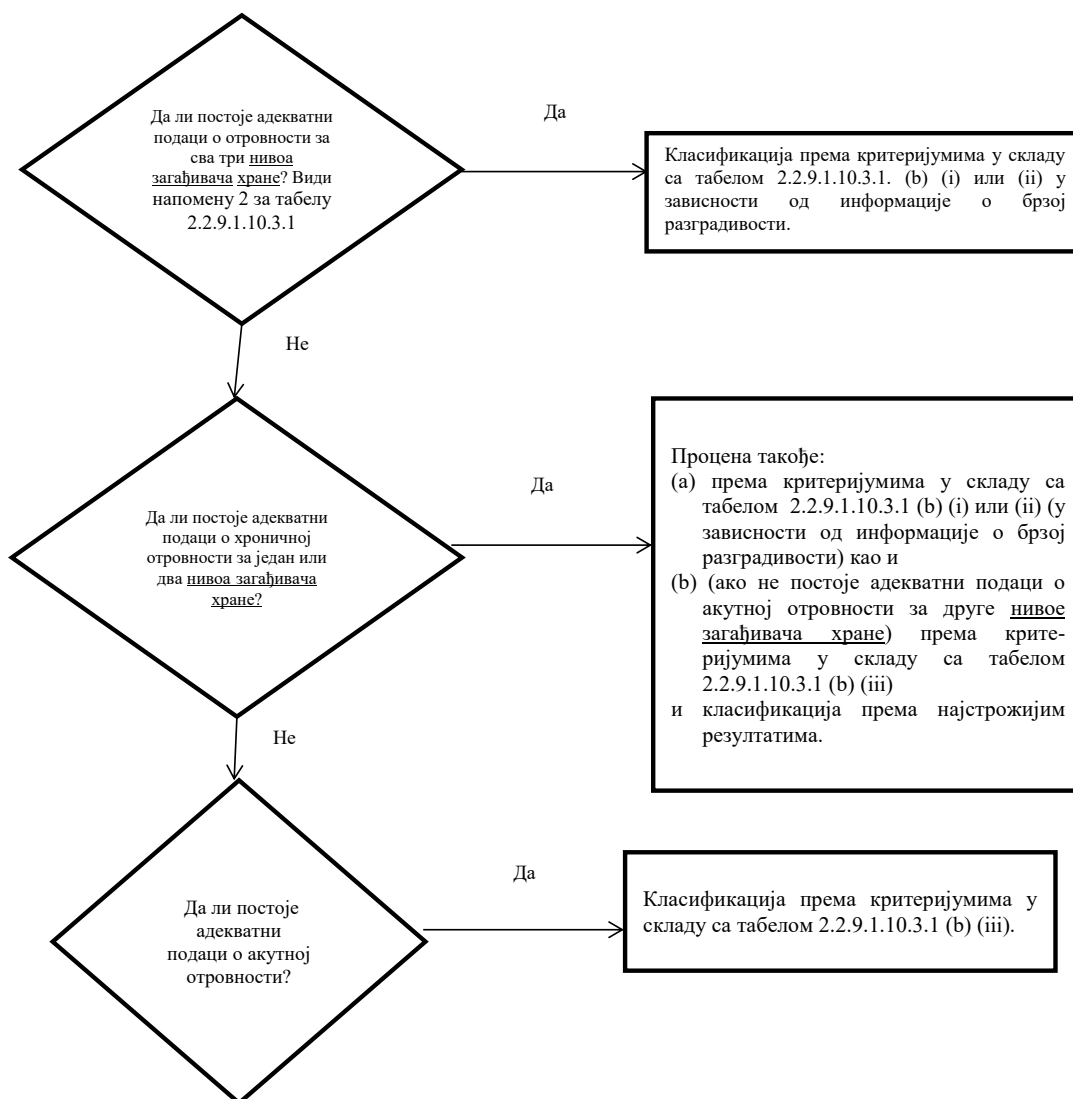 Да ли постоје адекватни
подаци о отровности за
сва три нивоа
загађивача хране? Види
напомену 2 за табелу
2.2.9.1.10.3.1
Да
Класификација према критеријумима у складу
са табелом 2.2.9.1.10.3.1. (b) (i) или (ii) у
зависности од информације о брзој
разградивости.
Не
Да ли постоје адекватни
подаци о хроничној
отровности за један или
два нивоа загађивача
хране?
Да
Процена такође:
(a) према критеријумима у складу са
табелом 2.2.9.1.10.3.1 (b) (i) или (ii) (у
зависности од информације о брзој
разградивости) као и
(b) (ако не постоје адекватни подаци о
акутној отровности за друге нивое
загађивача хране) према крите-
ријумима у складу са табелом
2.2.9.1.10.3.1 (b) (iii)
и класификација према најстрожијим
резултатима.
Не
Да ли постоје
адекватни
подаци о акутној
отровности?
Да
Класификација према критеријумима у
складу са табелом 2.2.9.1.10.3.1 (b) (iii).